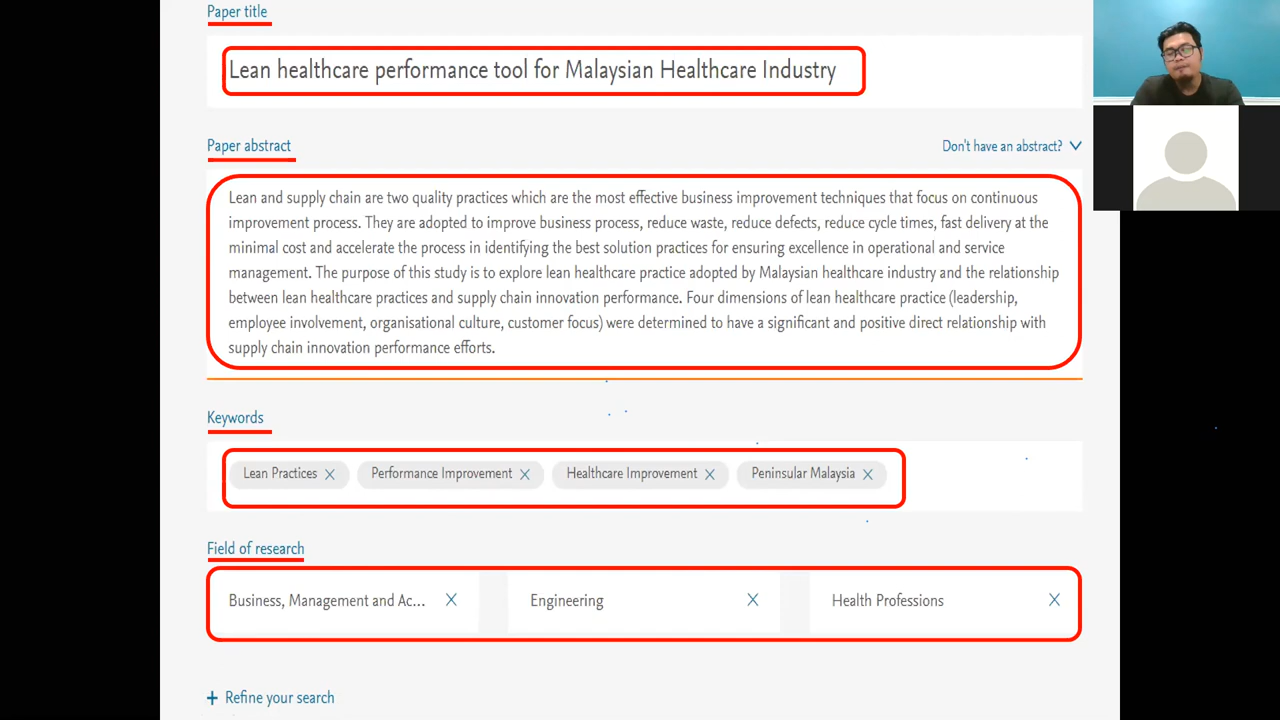 Paper title
Lean healthcare performance tool for Malaysian Healthcare Industry
Paper abstract
Don't have an abstract?
Lean and supply chain are two quality practices which are the most effective business improvement techniques that focus on continuous
improvement process. They are adopted to improve business process, reduce waste, reduce defects, reduce cycle times, fast delivery at the
minimal cost and accelerate the process in identifying the best solution practices for ensuring excellence in operational and service
management. The purpose of this study is to explore lean healthcare practice adopted by Malaysian healthcare industry and the relationship
between lean healthcare practices and supply chain innovation performance. Four dimensions of lean healthcare practice (leadership,
employee involvement, organisational culture, customer focus) were determined to have a significant and positive direct relationship with
supply chain innovation performance efforts.
Keywords
Lean Practices X Performance Improvement X Healthcare Improvement X Peninsular Malaysia X
Field of research
Business, Management and Ac... X Engineering X Health Professions X
+ Refine your search